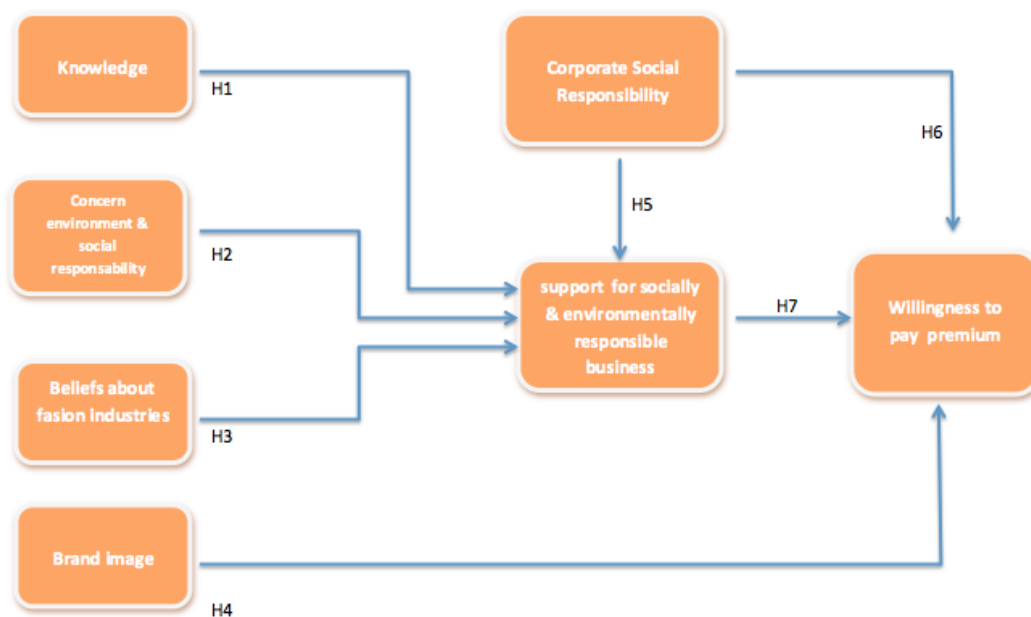 Knowledge
H1
Concern
environment &
social
responsability
H2
Beliefs about
fasion industries
H3
Brand image
H4
Corporate Social
Responsibility
H5
H6
support for socially
& environmentally
responsible
business
H7
Willingness to
pay premium